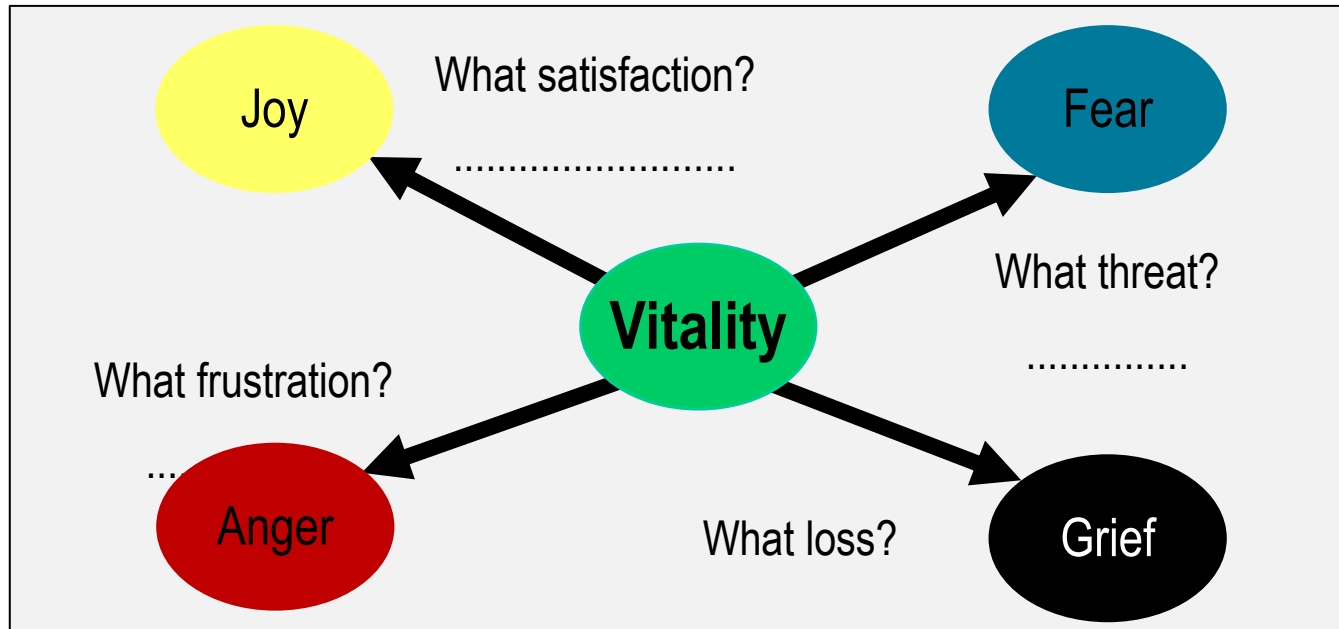 What satisfaction?
Joy
Fear
..........................
What threat?
Vitality
...............
What frustration?
....
Anger
What loss?
Grief